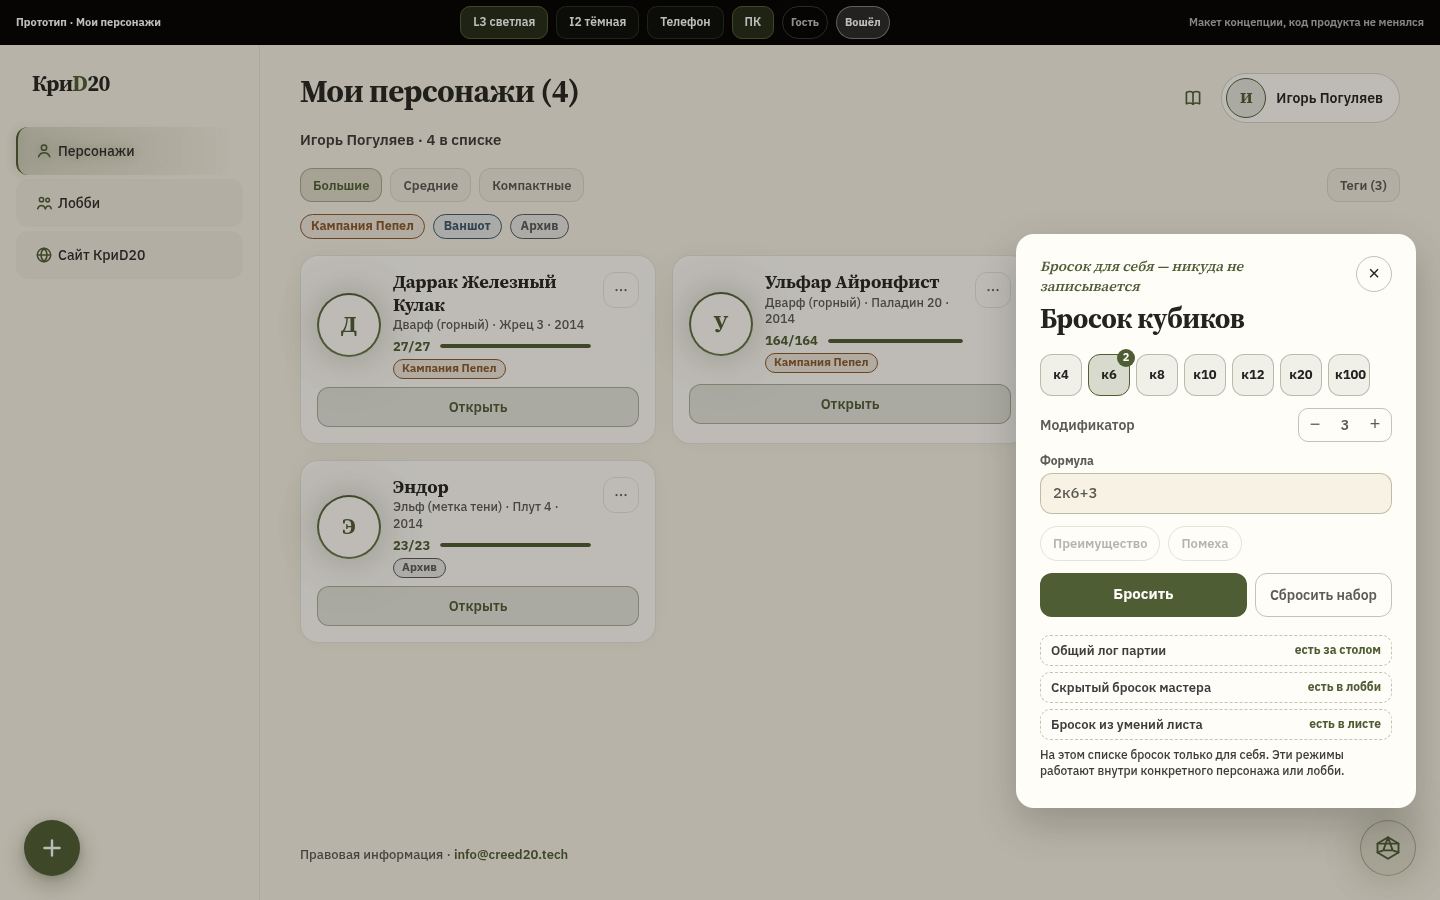 Прототип · Мои персонажи
L3 светлая
I2 тёмная
Телефон
ПК
Гость
Вошёл
Макет концепции, код продукта не менялся
КриD20
Персонажи
Лобби
Сайт КриD20
Мои персонажи (4)
И
Игорь Погуляев
Игорь Погуляев · 4 в списке
Большие
Средние
Компактные
Теги (3)
Кампания Пепел
Ваншот
Архив
Д
Даррак Железный
Кулак
Дварф (горный) · Жрец 3 · 2014
27/27
Кампания Пепел
Открыть
У
Ульфар Айронфист
Дварф (горный) · Паладин 20 ·
2014
164/164
Кампания Пепел
Открыть
Э
Эндор
Эльф (метка тени) · Плут 4 ·
2014
23/23
Архив
Открыть
Бросок для себя — никуда не
записывается
Бросок кубиков
к4
к6
2
к8
к10
к12
к20
к100
Модификатор
− 3 +
Формула
2к6+3
Преимущество
Помеха
Бросить
Сбросить набор
Общий лог партии
есть за столом
Скрытый бросок мастера
есть в лобби
Бросок из умений листа
есть в листе
На этом списке бросок только для себя. Эти режимы
работают внутри конкретного персонажа или лобби.
Правовая информация · info@creed20.tech